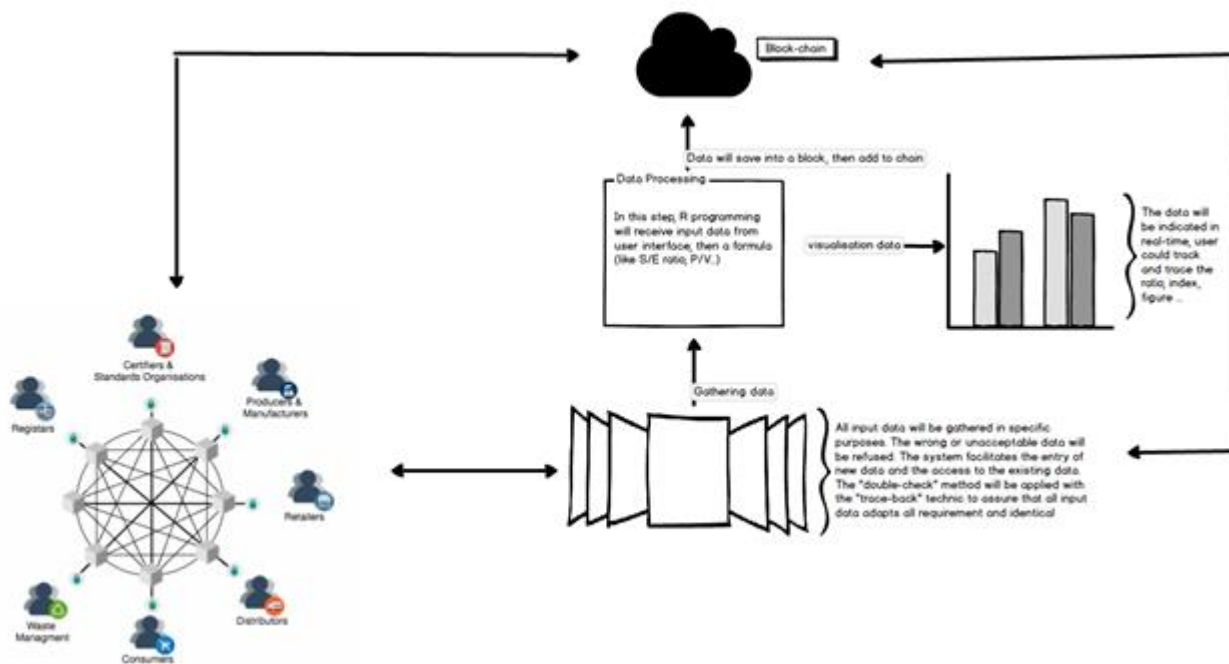 Block-chain
Data will save into a block, then add to chain
Data Processing
In this step, R programming
will receive input data from
user interface, then a formula
(like S/E ratio, P/V..)
visualisation data
The data will
be indicated in
real-time, user
could track
and trace the
ratio, index,
figure ...
Gathering data
All input data will be gathered in specific
purposes. The wrong or unacceptable data will
be refused. The system facilitates the entry of
new data and the access to the existing data.
The "double-check" method will be applied with
the "trace-back" technic to assure that all input
data adapts all requirement and identical
Certifiers &
Standards Organisations
Producers &
Manufacturers
Registars
Retailers
Distributors
Waste
Managment
Consumers